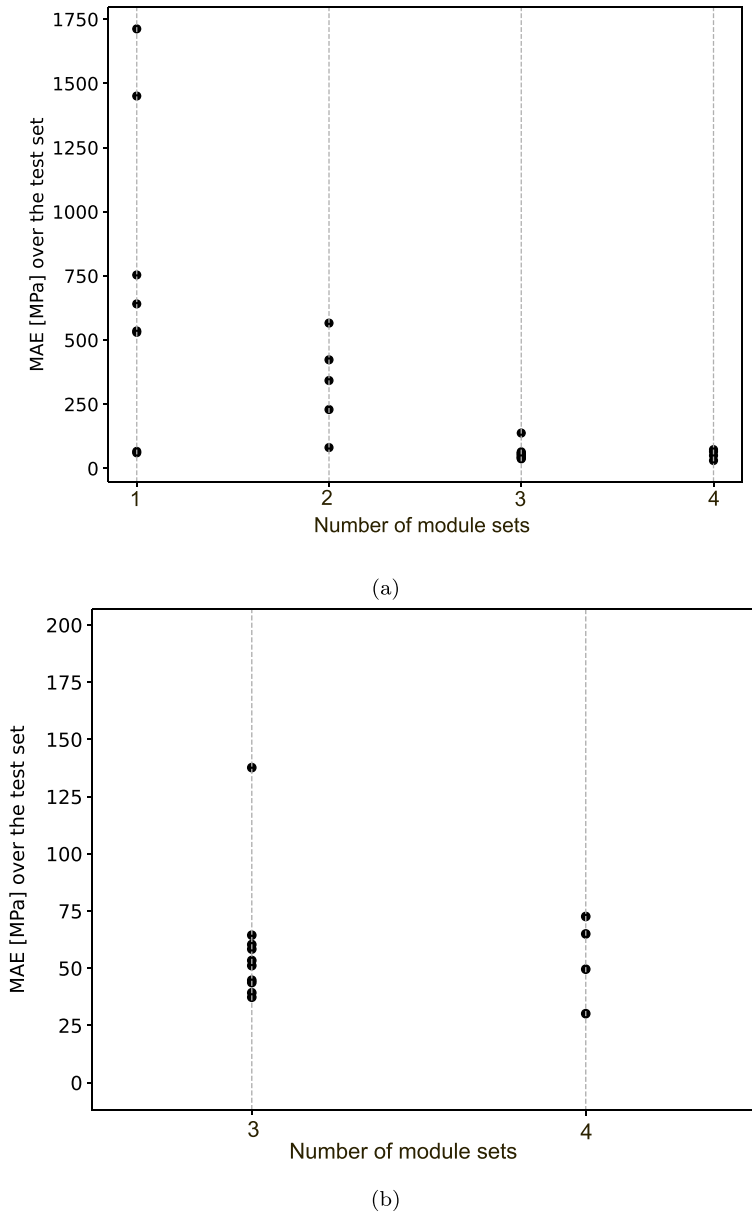 1750
1500
1250
1000
750
500
250
0
MAE [MPa] over the test set
1 2 3 4
Number of module sets
(a)
200
175
150
125
100
75
50
25
0
MAE [MPa] over the test set
3 4
Number of module sets
(b)